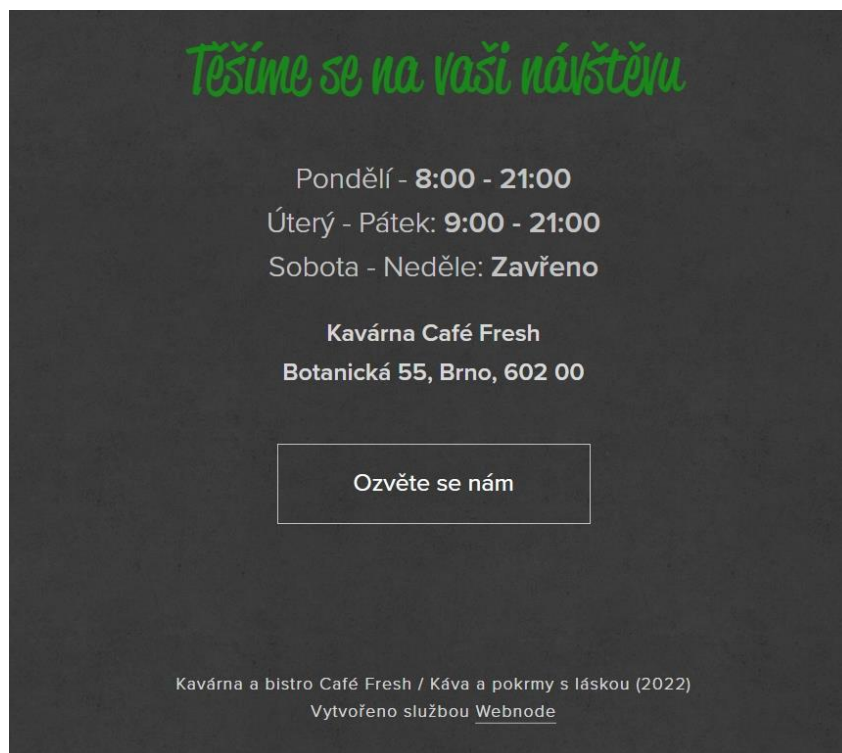 Těšíme se na vaši návštěvu
Pondělí - 8:00 - 21:00
Úterý - Pátek: 9:00 - 21:00
Sobota - Neděle: Zavřeno
Kavárna Café Fresh
Botanická 55, Brno, 602 00
Ozvěte se nám
Kavárna a bistro Café Fresh / Káva a pokrmy s láskou (2022)
Vytvořeno službou Webnode